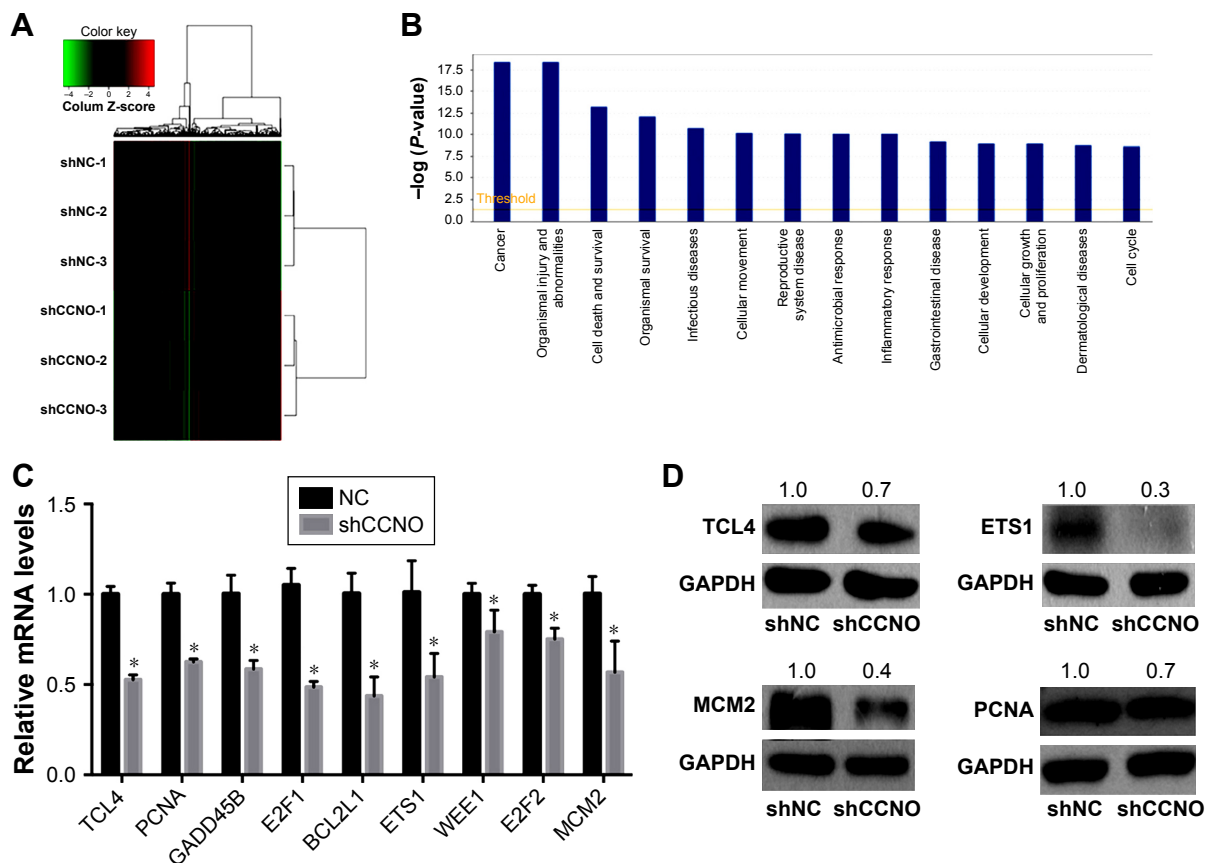 A
Color key
–4 –2 0 2 4
Colum Z-score
shNC-1
shNC-2
shNC-3
shCCNO-1
shCCNO-2
shCCNO-3
B
–log (P-value)
17.5
15.0
12.5
10.0
7.5
5.0
2.5
0.0
Threshold
Cancer
Organismal injury and
abnormalities
Cell death and survival
Organismal survival
Infectious diseases
Cellular movement
Reproductive
system disease
Antimicrobial response
Inflammatory response
Gastrointestinal disease
Cellular development
Cellular growth
and proliferation
Dermatological diseases
Cell cycle
C
Relative mRNA levels
1.5
1.0
0.5
0.0
NC
shCCNO
* * * * * * * * *
TCL4
PCNA
GADD45B
E2F1
BCL2L1
ETS1
WEE1
E2F2
MCM2
D
1.0 0.7
TCL4
GAPDH
shNC shCCNO
1.0 0.3
ETS1
GAPDH
shNC shCCNO
1.0 0.4
MCM2
GAPDH
shNC shCCNO
1.0 0.7
PCNA
GAPDH
shNC shCCNO